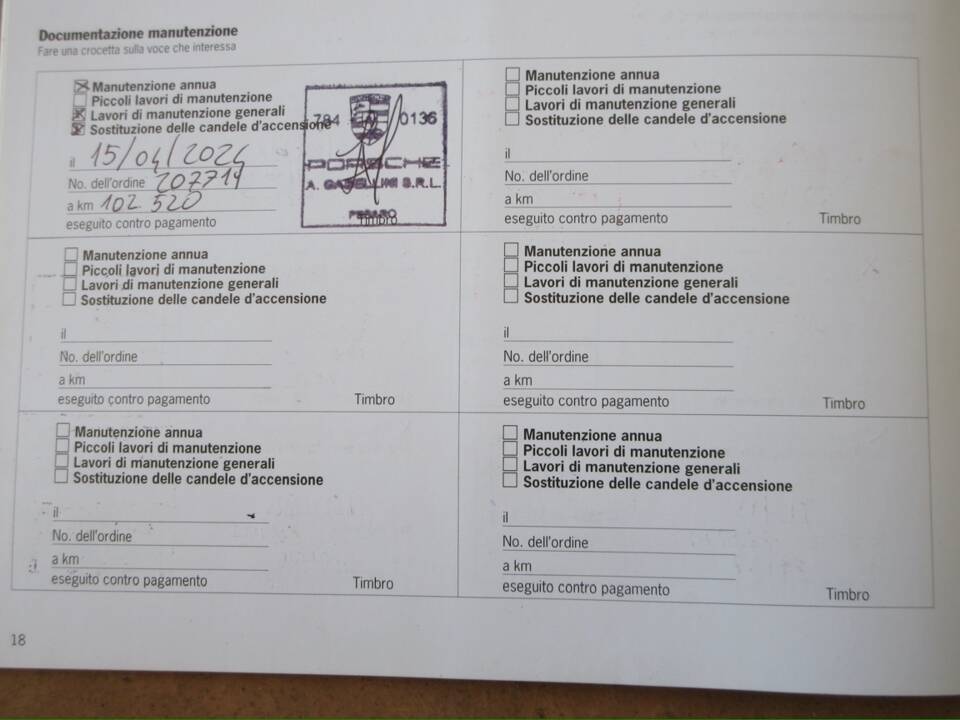 Documentazione manutenzione
Fare una crocetta sulla voce che interessa
Manutenzione annua
Piccoli lavori di manutenzione
Lavori di manutenzione generali
Sostituzione delle candele d'accensione
il 15/04/2024
No. dell'ordine 207719
a km 102 520
eseguito contro pagamento
784 0136
PORSCHE
S.R.L.
PESARO
Timbro
Manutenzione annua
Piccoli lavori di manutenzione
Lavori di manutenzione generali
Sostituzione delle candele d'accensione
il
No. dell'ordine
a km
eseguito contro pagamento Timbro
Manutenzione annua
Piccoli lavori di manutenzione
Lavori di manutenzione generali
Sostituzione delle candele d'accensione
il
No. dell'ordine
a km
eseguito contro pagamento Timbro
Manutenzione annua
Piccoli lavori di manutenzione
Lavori di manutenzione generali
Sostituzione delle candele d'accensione
il
No. dell'ordine
a km
eseguito contro pagamento Timbro
Manutenzione annua
Piccoli lavori di manutenzione
Lavori di manutenzione generali
Sostituzione delle candele d'accensione
il
No. dell'ordine
a km
eseguito contro pagamento Timbro
Manutenzione annua
Piccoli lavori di manutenzione
Lavori di manutenzione generali
Sostituzione delle candele d'accensione
il
No. dell'ordine
a km
eseguito contro pagamento Timbro
18